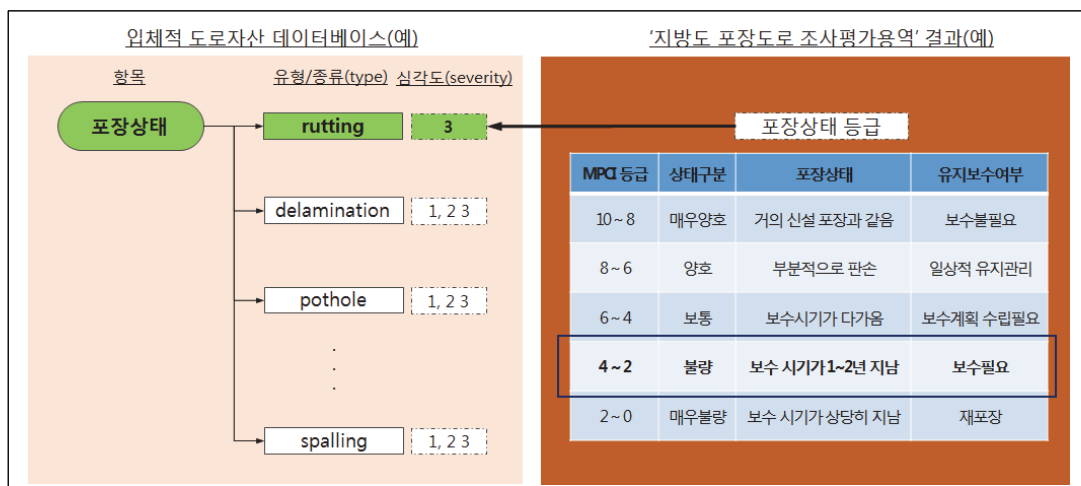 입체적 도로자산 데이터베이스(예)
항목
유형/종류(type)
심각도(severity)
포장상태
rutting
3
delamination
1, 2 3
pothole
1, 2 3
.
.
.
spalling
1, 2 3
'지방도 포장도로 조사평가용역' 결과(예)
포장상태 등급
MPCI 등급 상태구분 포장상태 유지보수여부
10 ~ 8 매우양호 거의 신설 포장과 같음 보수불필요
8 ~ 6 양호 부분적으로 판손 일상적 유지관리
6 ~ 4 보통 보수시기가 다가옴 보수계획 수립필요
4 ~ 2 불량 보수 시기가 1~2년 지남 보수필요
2 ~ 0 매우불량 보수 시기가 상당히 지남 재포장